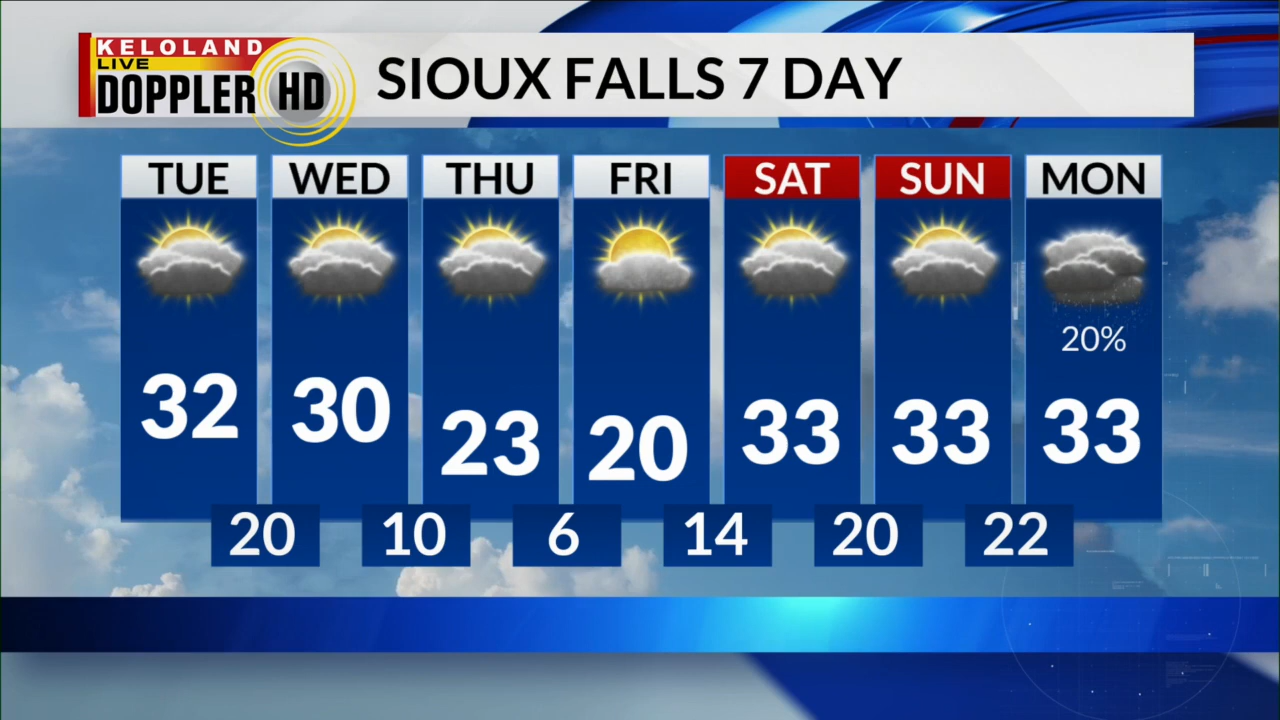 KELOLAND
LIVE
DOPPLER HD
SIOUX FALLS 7 DAY
TUE WED THU FRI SAT SUN MON
20%
32 30 23 20 33 33 33
20 10 6 14 20 22